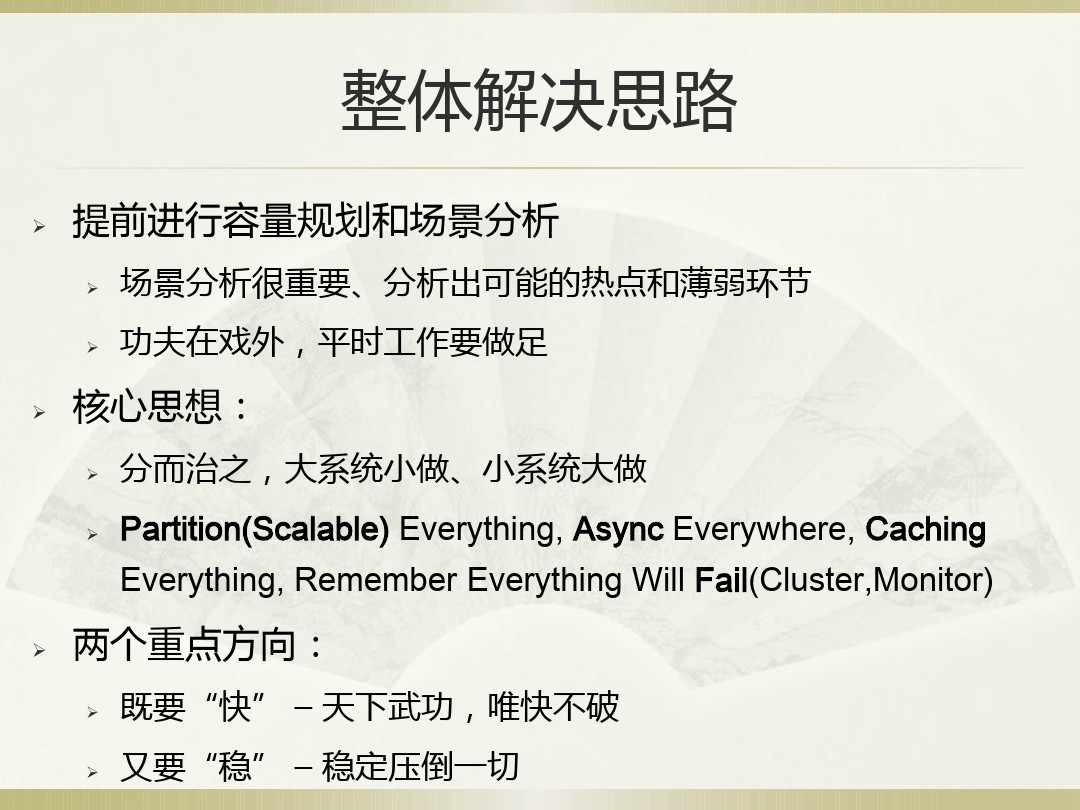 整体解决思路
提前进行容量规划和场景分析
场景分析很重要、分析出可能的热点和薄弱环节
功夫在戏外，平时工作要做足
核心思想：
分而治之，大系统小做、小系统大做
Partition(Scalable) Everything, Async Everywhere, Caching
Everything, Remember Everything Will Fail(Cluster,Monitor)
两个重点方向：
既要“快” – 天下武功，唯快不破
又要“稳” – 稳定压倒一切